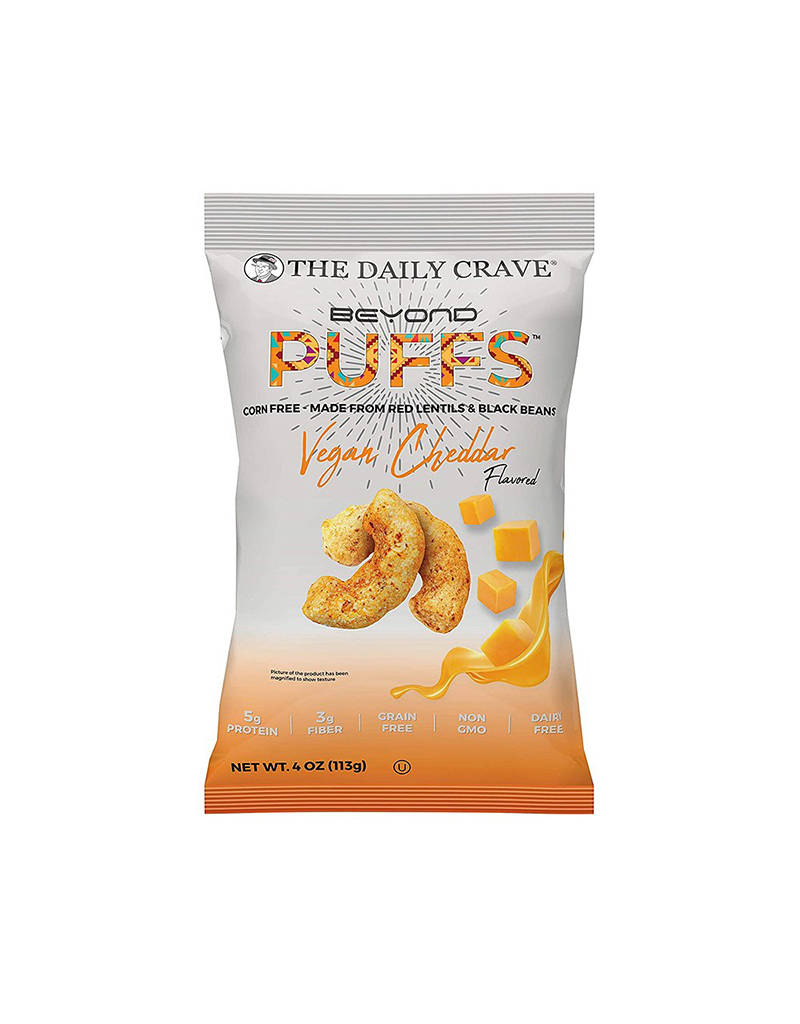 THE DAILY CRAVE®
BEYOND
PUFFS™
CORN FREE - MADE FROM RED LENTILS & BLACK BEANS
Vegan Cheddar
Flavored
Picture of the product has been
magnified to show texture
5g PROTEIN
3g FIBER
GRAIN FREE
NON GMO
DAIRY FREE
NET WT. 4 OZ (113g) U